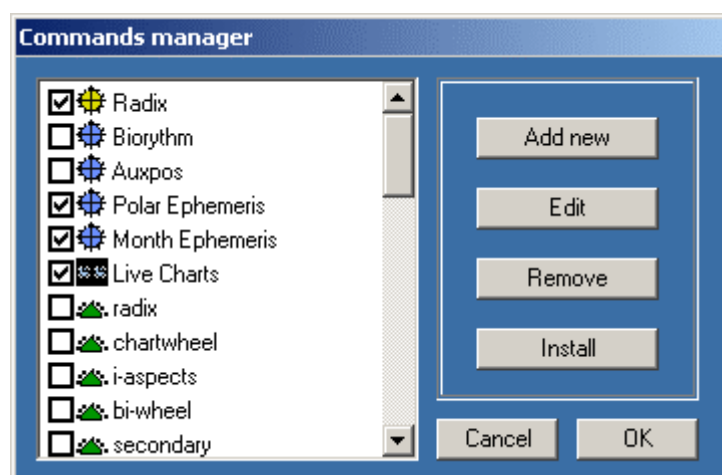 Commands manager
Radix
Biorythm
Auxpos
Polar Ephemeris
Month Ephemeris
Live Charts
radix
chartwheel
i-aspects
bi-wheel
secondary
Add new
Edit
Remove
Install
Cancel
OK